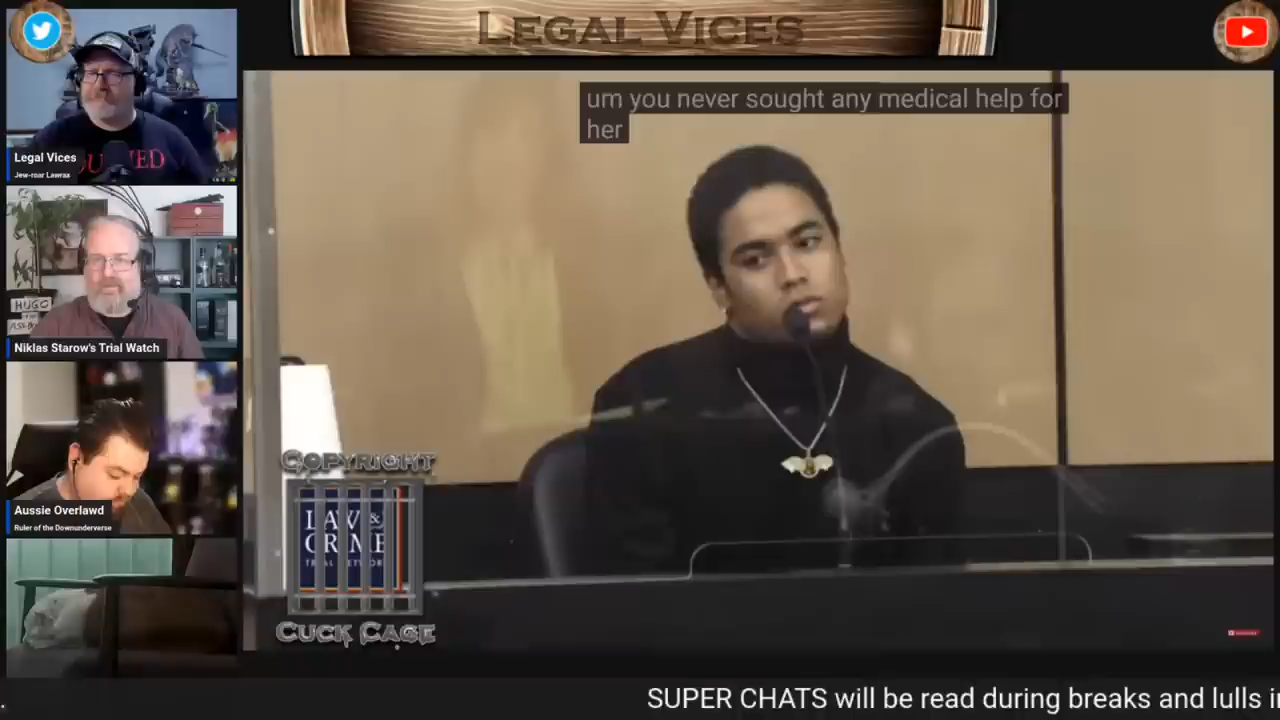 LEGAL VICES
um you never sought any medical help for
her
Legal Vices
Jew-roar Lawrax
Niklas Starow's Trial Watch
HUGO
Aussie Overlawd
Ruler of the Downunderverse
COPYRIGHT
LAW &
CRIME
CUCK CAGE
SUPER CHATS will be read during breaks and lulls i